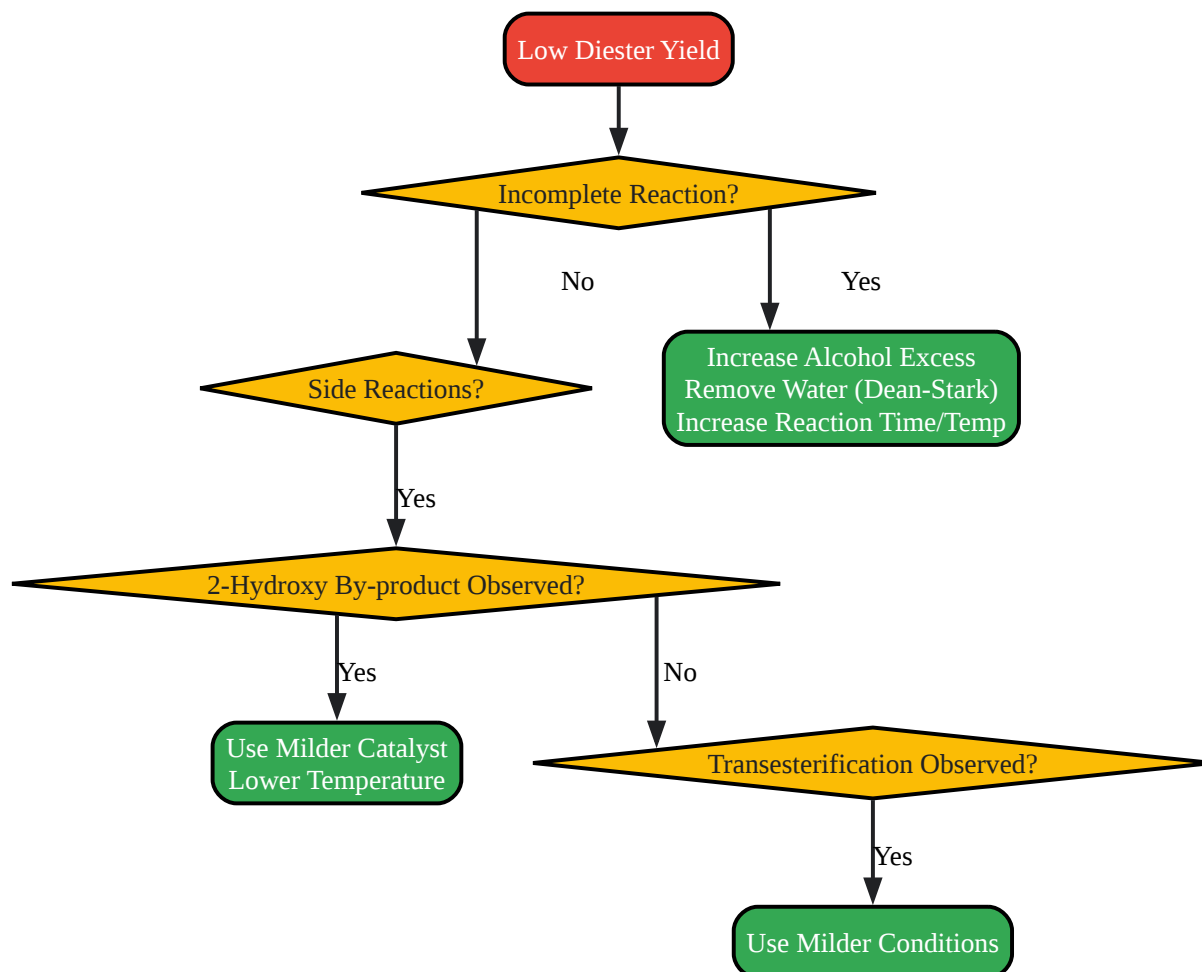 Low Diester Yield
Incomplete Reaction?
No
Yes
Side Reactions?
Increase Alcohol Excess
Remove Water (Dean-Stark)
Increase Reaction Time/Temp
Yes
2-Hydroxy By-product Observed?
Yes
No
Use Milder Catalyst
Lower Temperature
Transesterification Observed?
Yes
Use Milder Conditions